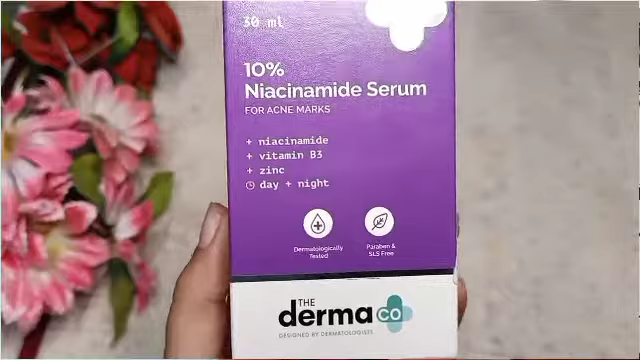 30 ml
10%
Niacinamide Serum
FOR ACNE MARKS
+ niacinamide
+ vitamin B3
+ zinc
day + night
Dermatologically
Tested
Paraben &
SLS Free
THE
derma co
DESIGNED BY DERMATOLOGISTS